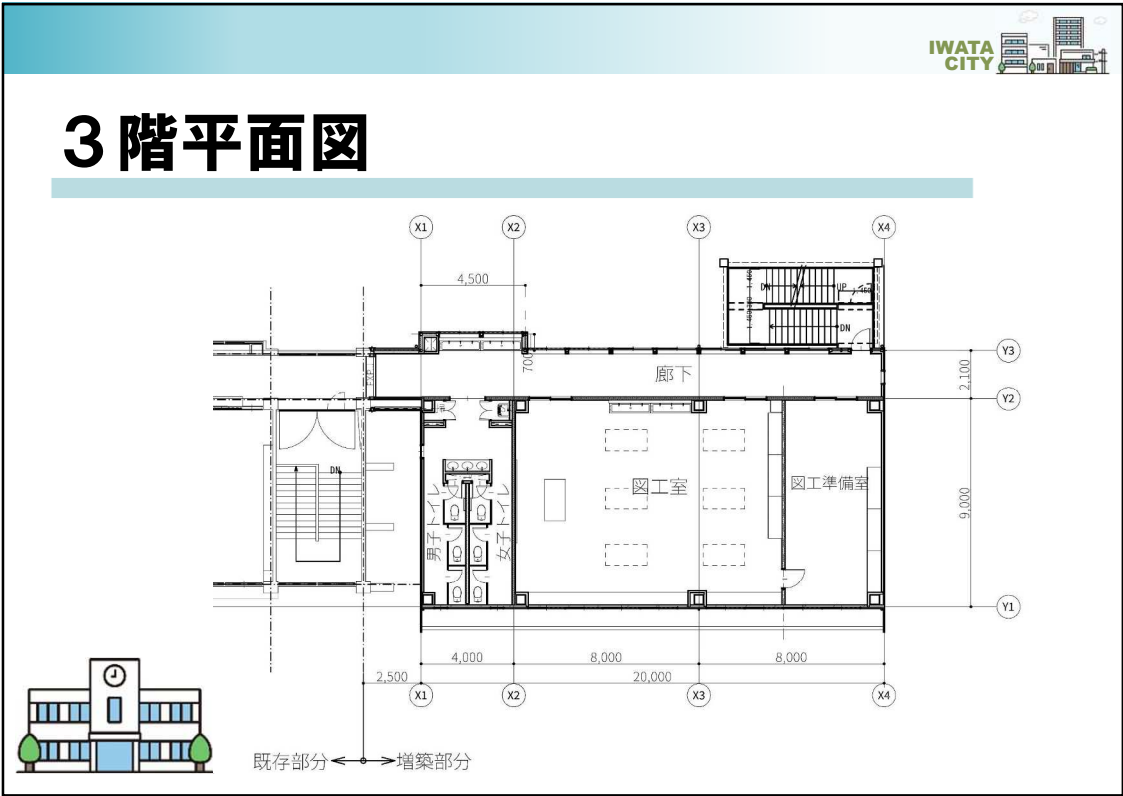 IWATA
CITY
3階平面図
X1
X2
X3
X4
4,500
DN
UP
DN
700
EXP
廊下
Y3
2,100
Y2
DN
男子トイレ
女子トイレ
図工室
図工準備室
9,000
Y1
4,000
8,000
8,000
2,500
20,000
X1
X2
X3
X4
既存部分
増築部分